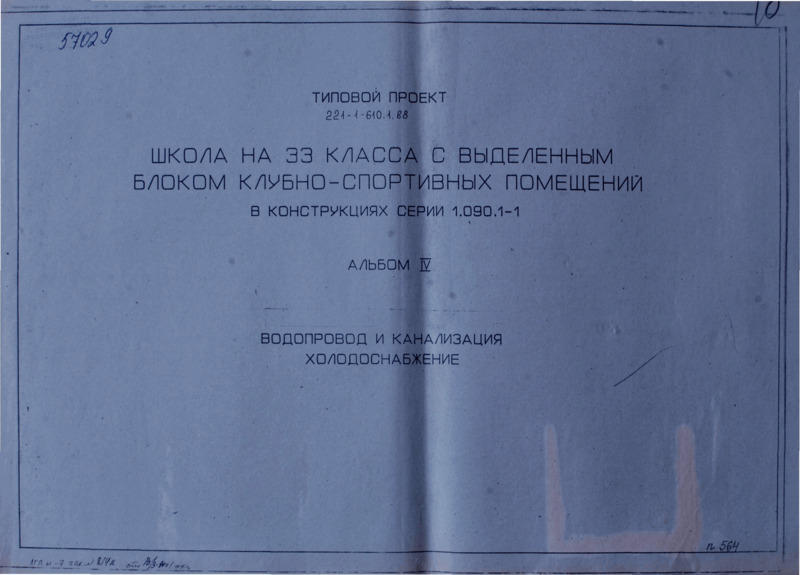 57029
10
ТИПОВОЙ ПРОЕКТ
221-1-610.1.88
ШКОЛА НА 33 КЛАССА С ВЫДЕЛЕННЫМ
БЛОКОМ КЛУБНО-СПОРТИВНЫХ ПОМЕЩЕНИЙ
В КОНСТРУКЦИЯХ СЕРИИ 1.090.1-1
АЛЬБОМ IV
ВОДОПРОВОД И КАНАЛИЗАЦИЯ
ХОЛОДОСНАБЖЕНИЕ
п. 564